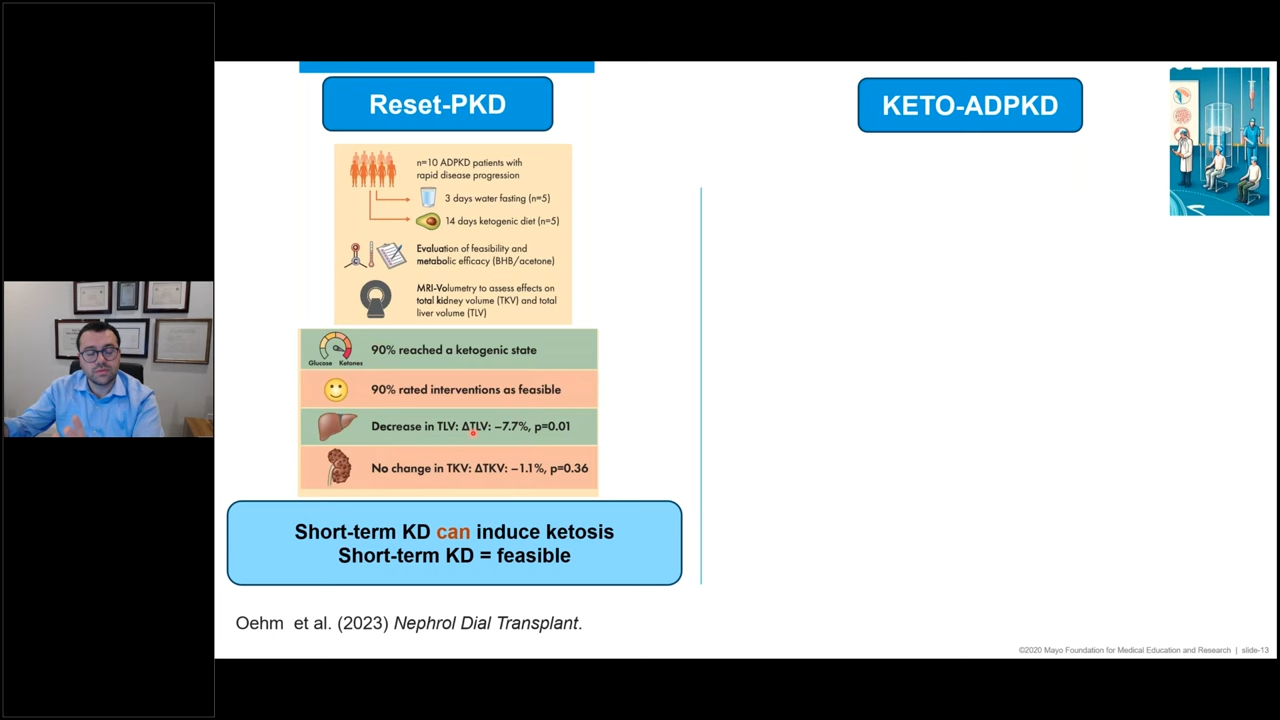 Reset-PKD
n=10 ADPKD patients with
rapid disease progression
3 days water fasting (n=5)
14 days ketogenic diet (n=5)
Evaluation of feasibility and
metabolic efficacy (BHB/acetone)
MRI-Volumetry to assess effects on
total kidney volume (TKV) and total
liver volume (TLV)
Glucose Ketones
90% reached a ketogenic state
90% rated interventions as feasible
Decrease in TLV: ΔTLV: −7.7%, p=0.01
No change in TKV: ΔTKV: −1.1%, p=0.36
Short-term KD can induce ketosis
Short-term KD = feasible
Oehm et al. (2023) Nephrol Dial Transplant.
KETO-ADPKD
©2020 Mayo Foundation for Medical Education and Research | slide-13